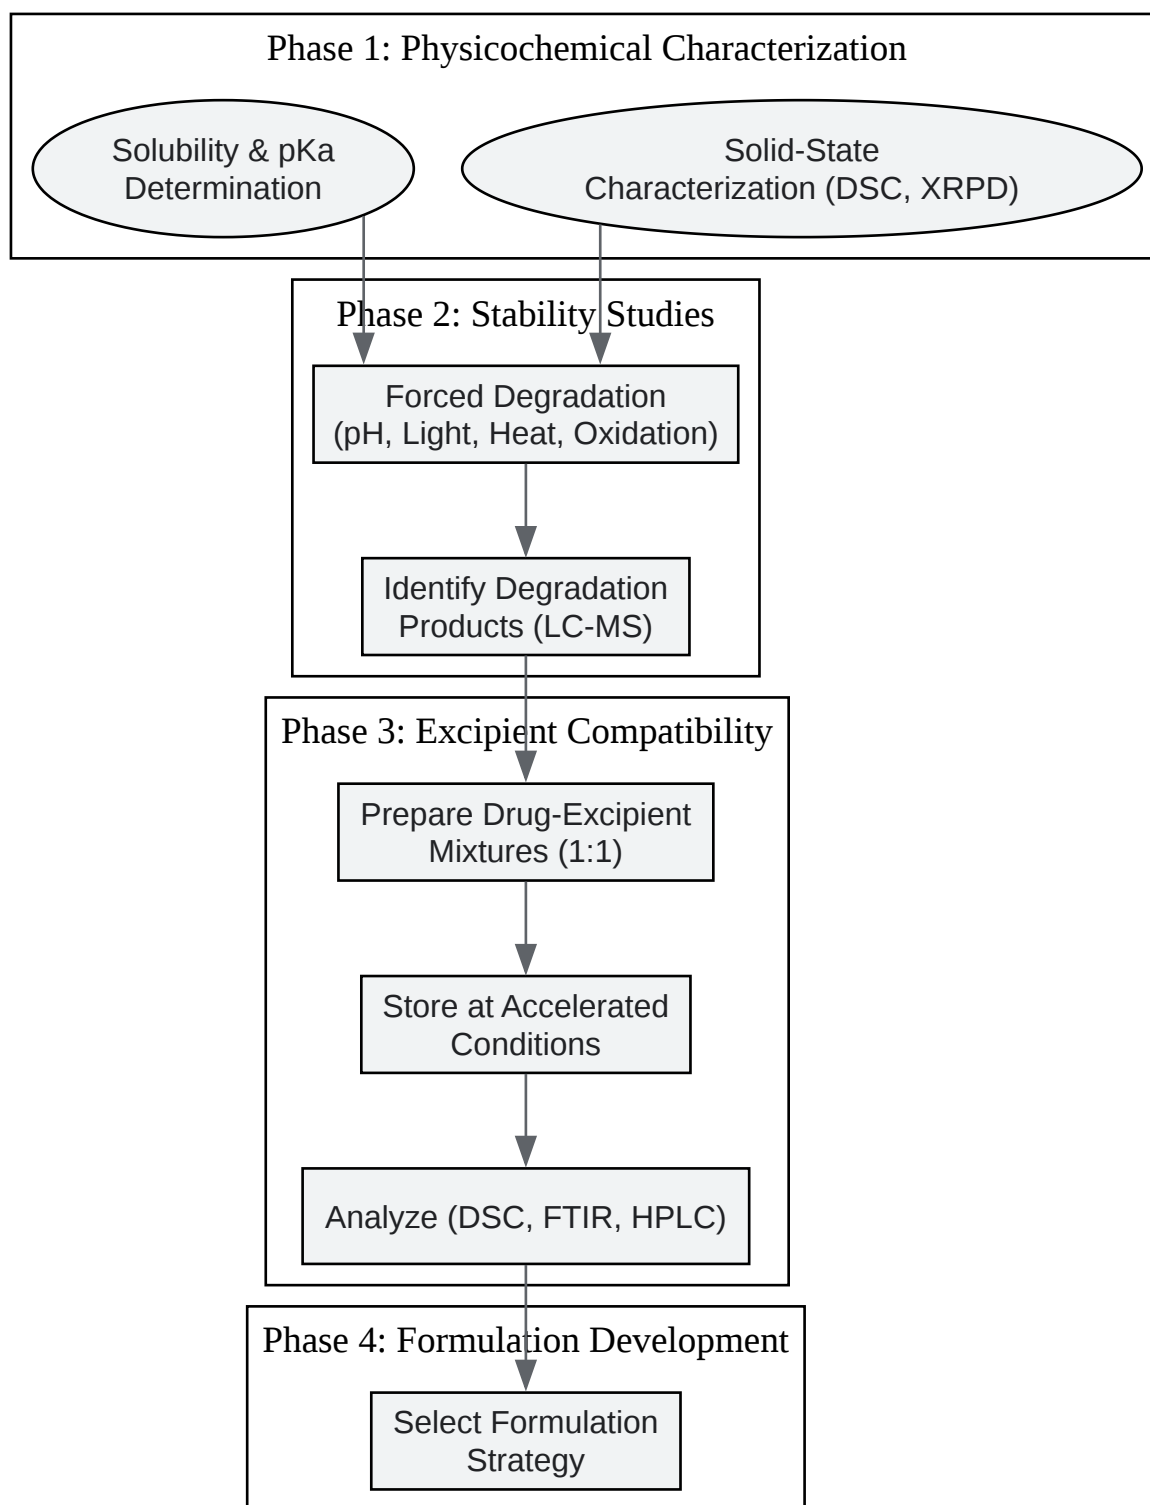 Phase 1: Physicochemical Characterization
Solubility & pKa
Determination
Solid-State
Characterization (DSC, XRPD)
Phase 2: Stability Studies
Forced Degradation
(pH, Light, Heat, Oxidation)
Identify Degradation
Products (LC-MS)
Phase 3: Excipient Compatibility
Prepare Drug-Excipient
Mixtures (1:1)
Store at Accelerated
Conditions
Analyze (DSC, FTIR, HPLC)
Phase 4: Formulation Development
Select Formulation
Strategy